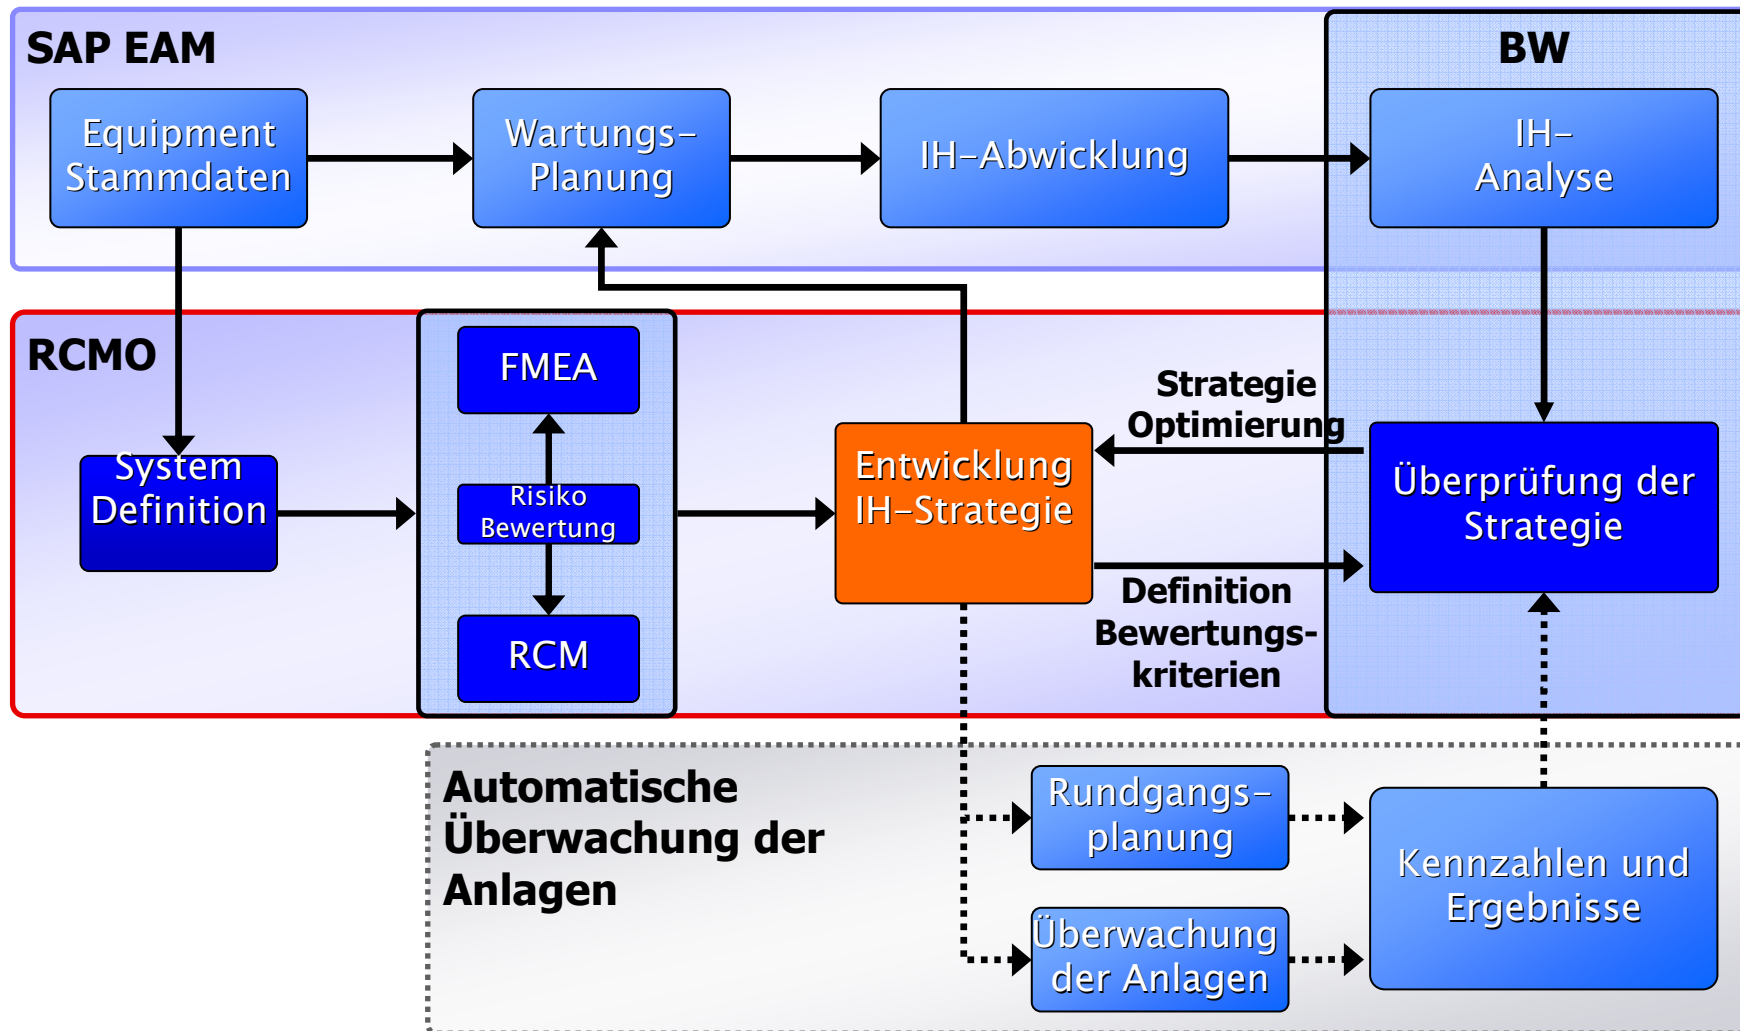 SAP EAM
BW
Equipment
Stammdaten
Wartungs-
Planung
IH-Abwicklung
IH-
Analyse
RCMO
FMEA
Risiko
Bewertung
RCM
System
Definition
Entwicklung
IH-Strategie
Strategie
Optimierung
Definition
Bewertungs-
kriterien
Überprüfung der
Strategie
Automatische
Überwachung der
Anlagen
Rundgangs-
planung
Überwachung
der Anlagen
Kennzahlen und
Ergebnisse